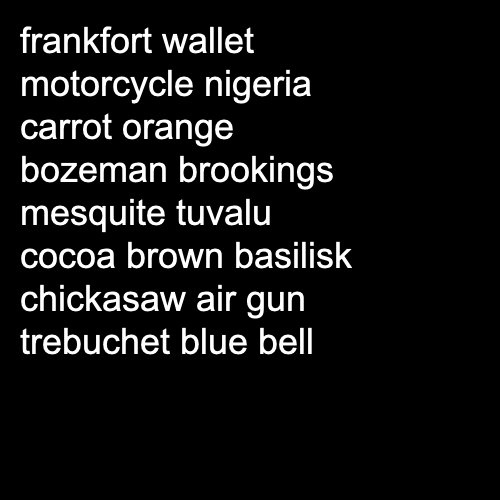 frankfort wallet
motorcycle nigeria
carrot orange
bozeman brookings
mesquite tuvalu
cocoa brown basilisk
chickasaw air gun
trebuchet blue bell